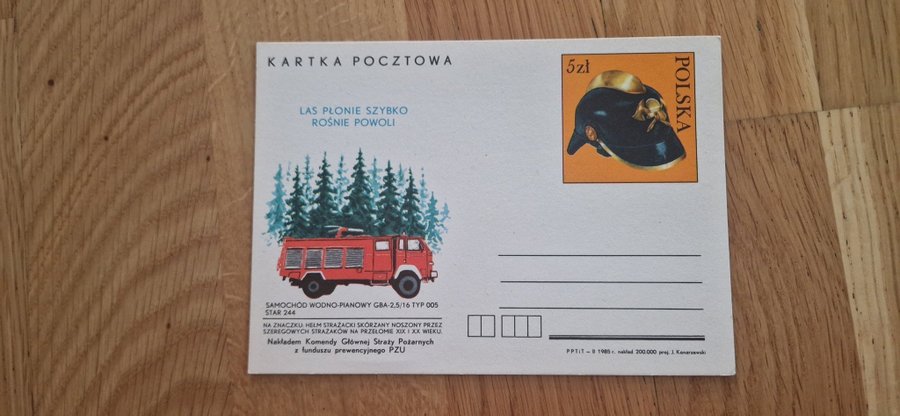 KARTKA POCZTOWA
5zł
POLSKA
LAS PŁONIE SZYBKO
ROŚNIE POWOLI
SAMOCHÓD WODNO-PIANOWY GBA-2,5/16 TYP 005
STAR 244
NA ZNACZKU: HEŁM STRAŻACKI SKÓRZANY NOSZONY PRZEZ
SZEREGOWYCH STRAŻAKÓW NA PRZEŁOMIE XIX I XX WIEKU.
Nakładem Komendy Głównej Straży Pożarnych
z funduszu prewencyjnego PZU
PPTiT – II 1985 r. nakład. 200.000 proj. J. Konarzewski